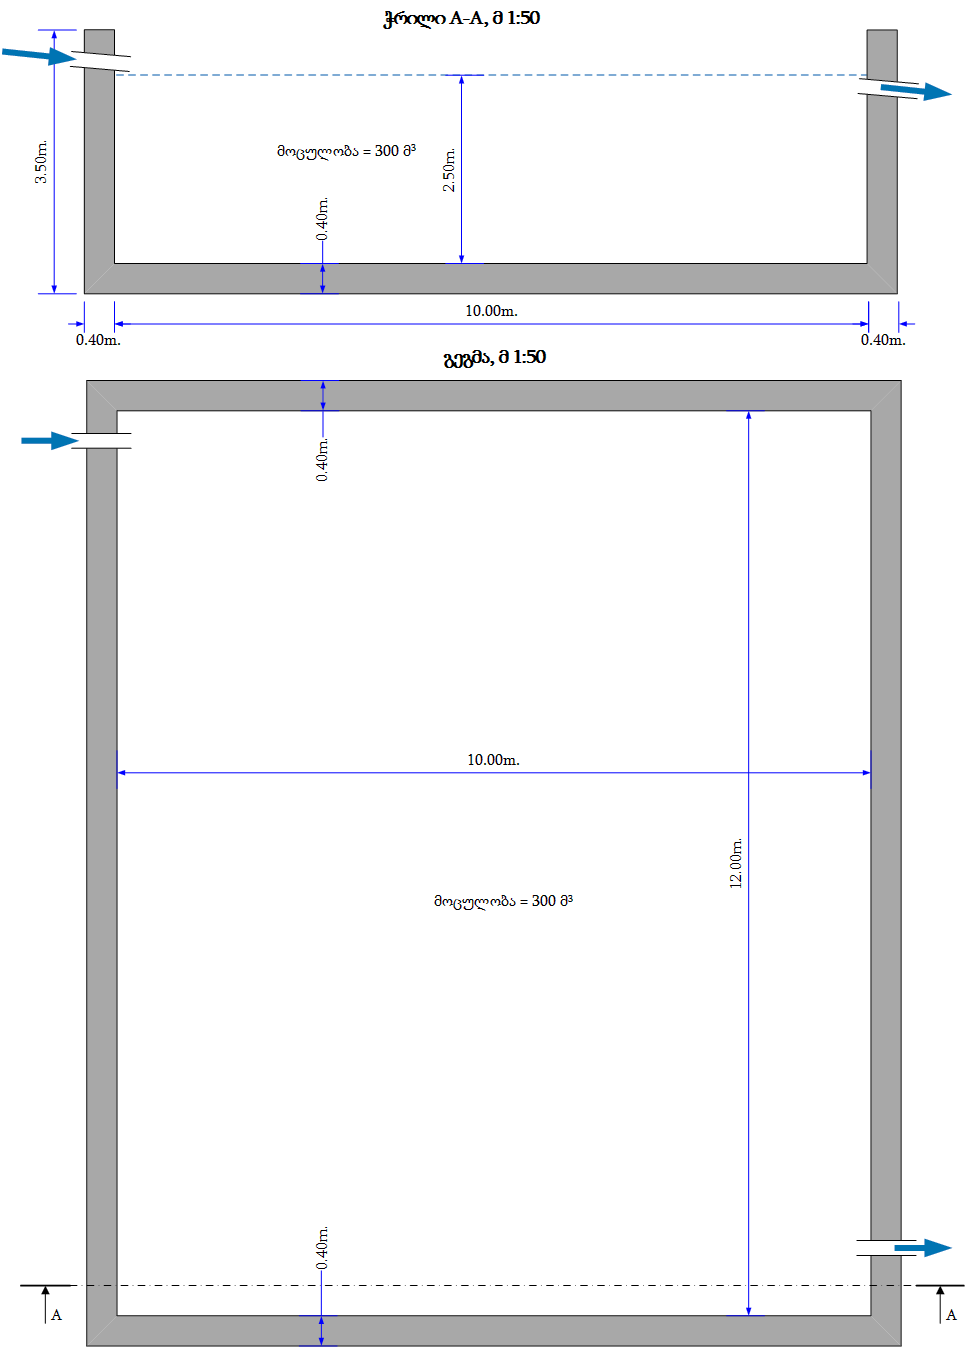 ჭრილი A-A, მ 1:50
3.50m.
მოცულობა = 300 მ³
2.50m.
0.40m.
10.00m.
0.40m.
0.40m.
გეგმა, მ 1:50
0.40m.
10.00m.
12.00m.
მოცულობა = 300 მ³
0.40m.
A
A